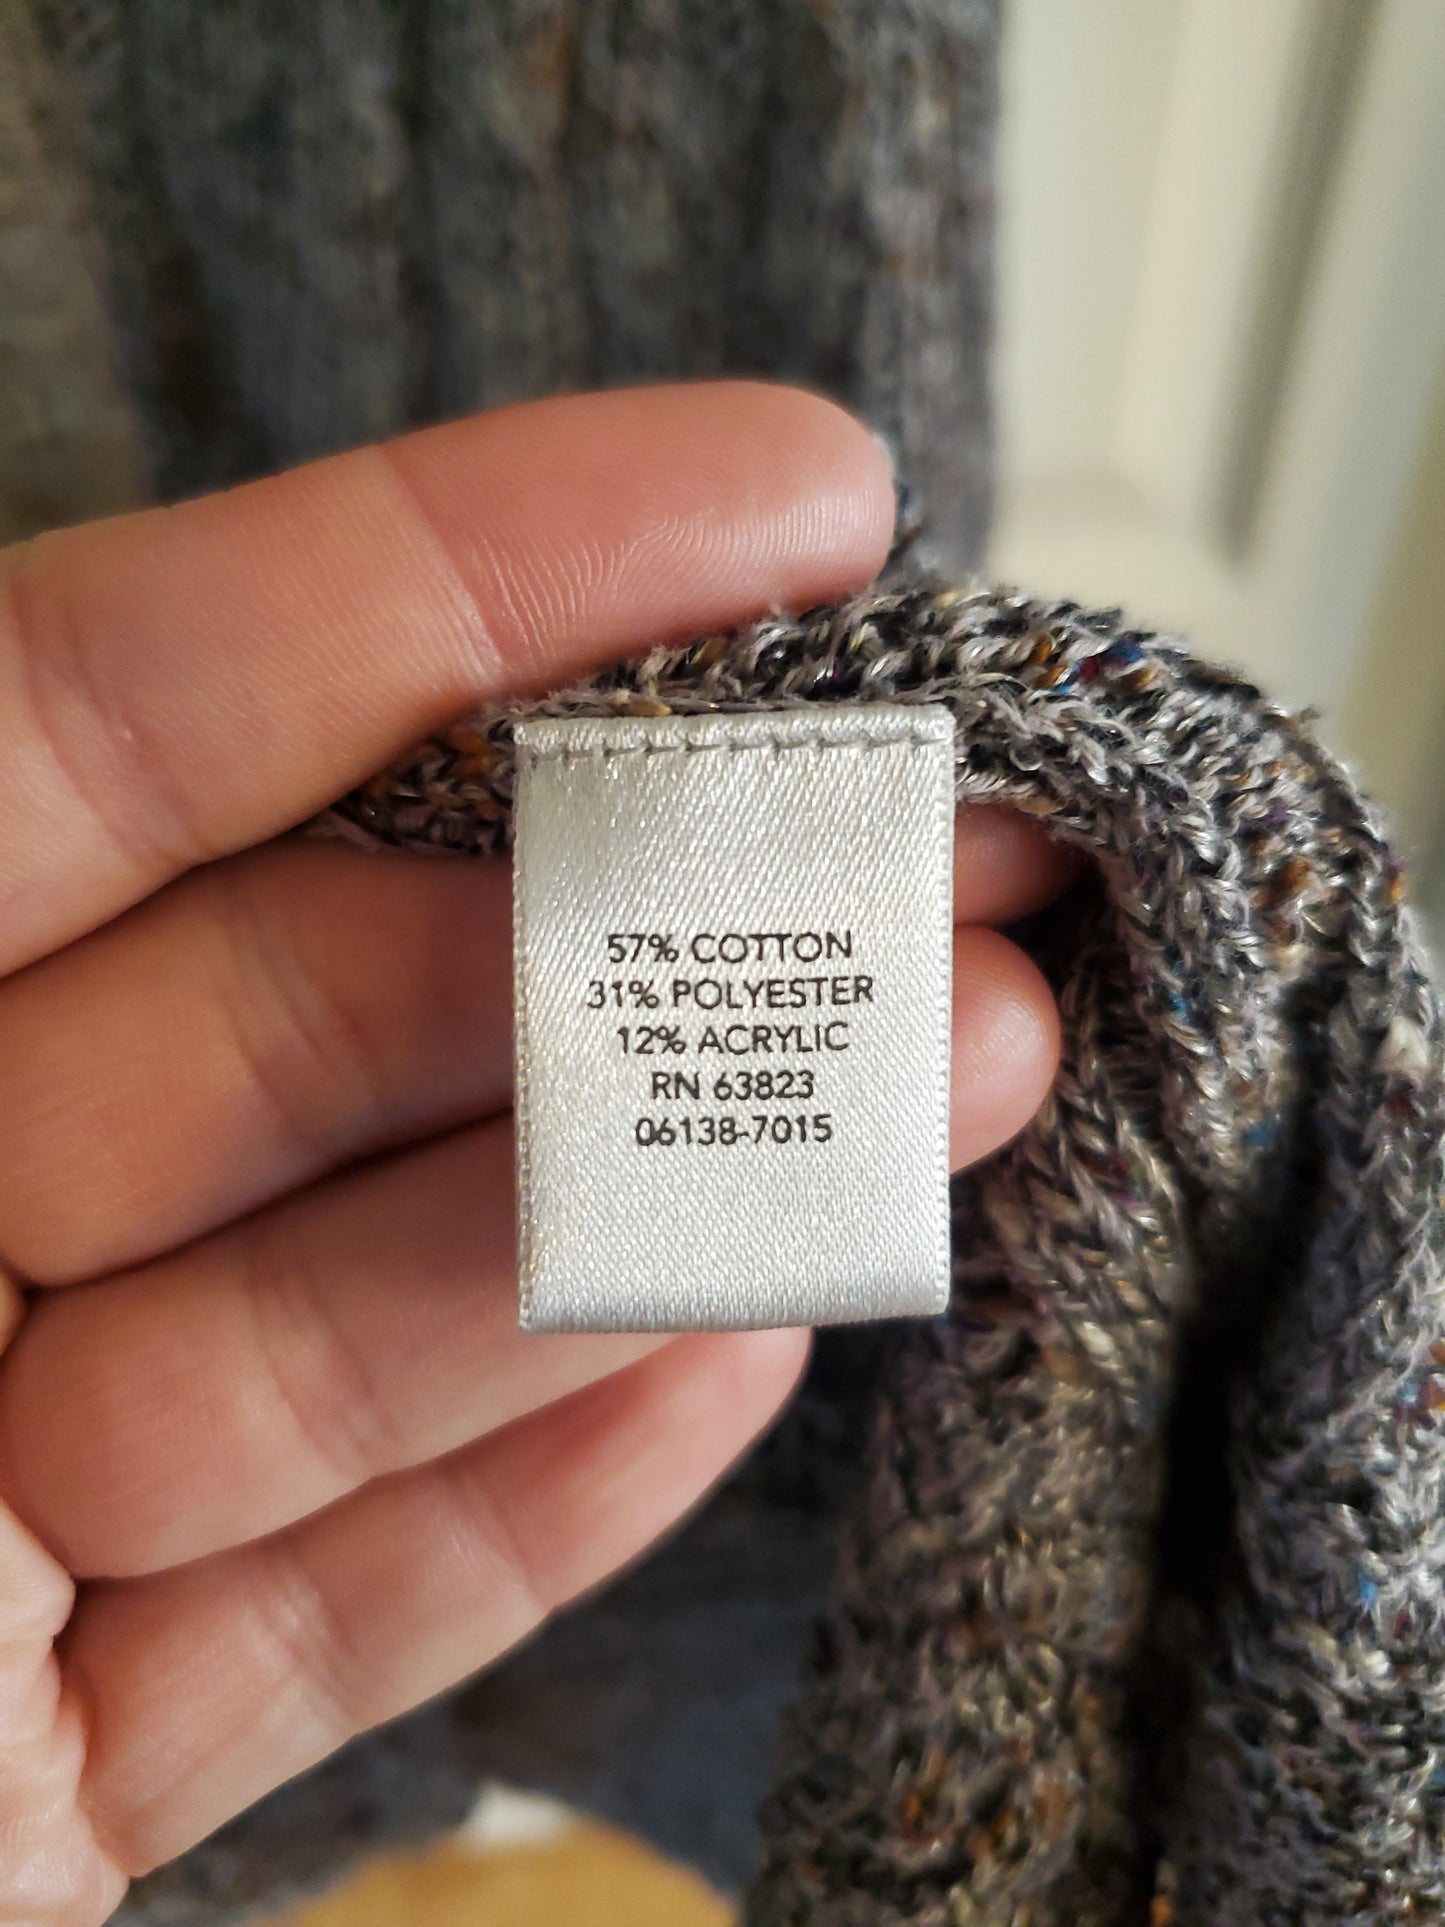 57% COTTON
31% POLYESTER
12% ACRYLIC
RN 63823
06138-7015